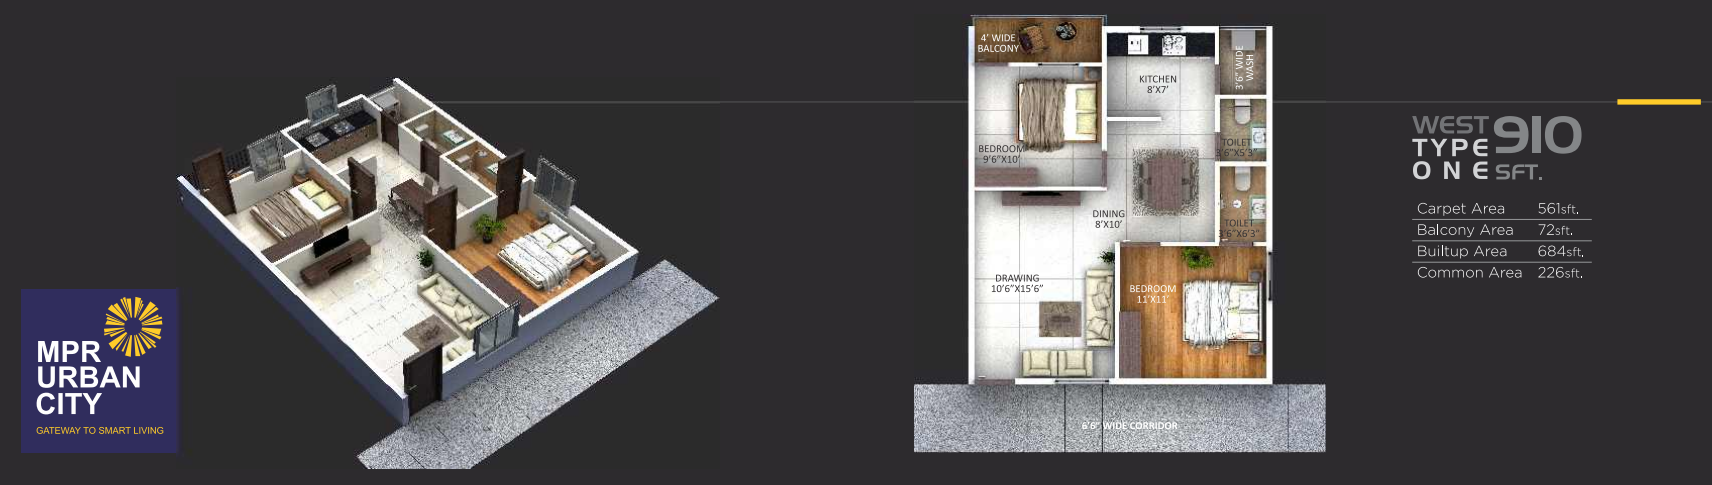 MPR
URBAN
CITY
GATEWAY TO SMART LIVING
4' WIDE
BALCONY
KITCHEN
8'X7'
3'6" WIDE
WASH
BEDROOM
9'6"X10'
TOILET
3'6"X5'3"
DINING
8'X10'
TOILET
3'6"X6'3"
DRAWING
10'6"X15'6"
BEDROOM
11'X11'
6'6" WIDE CORRIDOR
WEST 910
TYPE
ONE SFT.
Carpet Area 561sft.
Balcony Area 72sft.
Builtup Area 684sft.
Common Area 226sft.